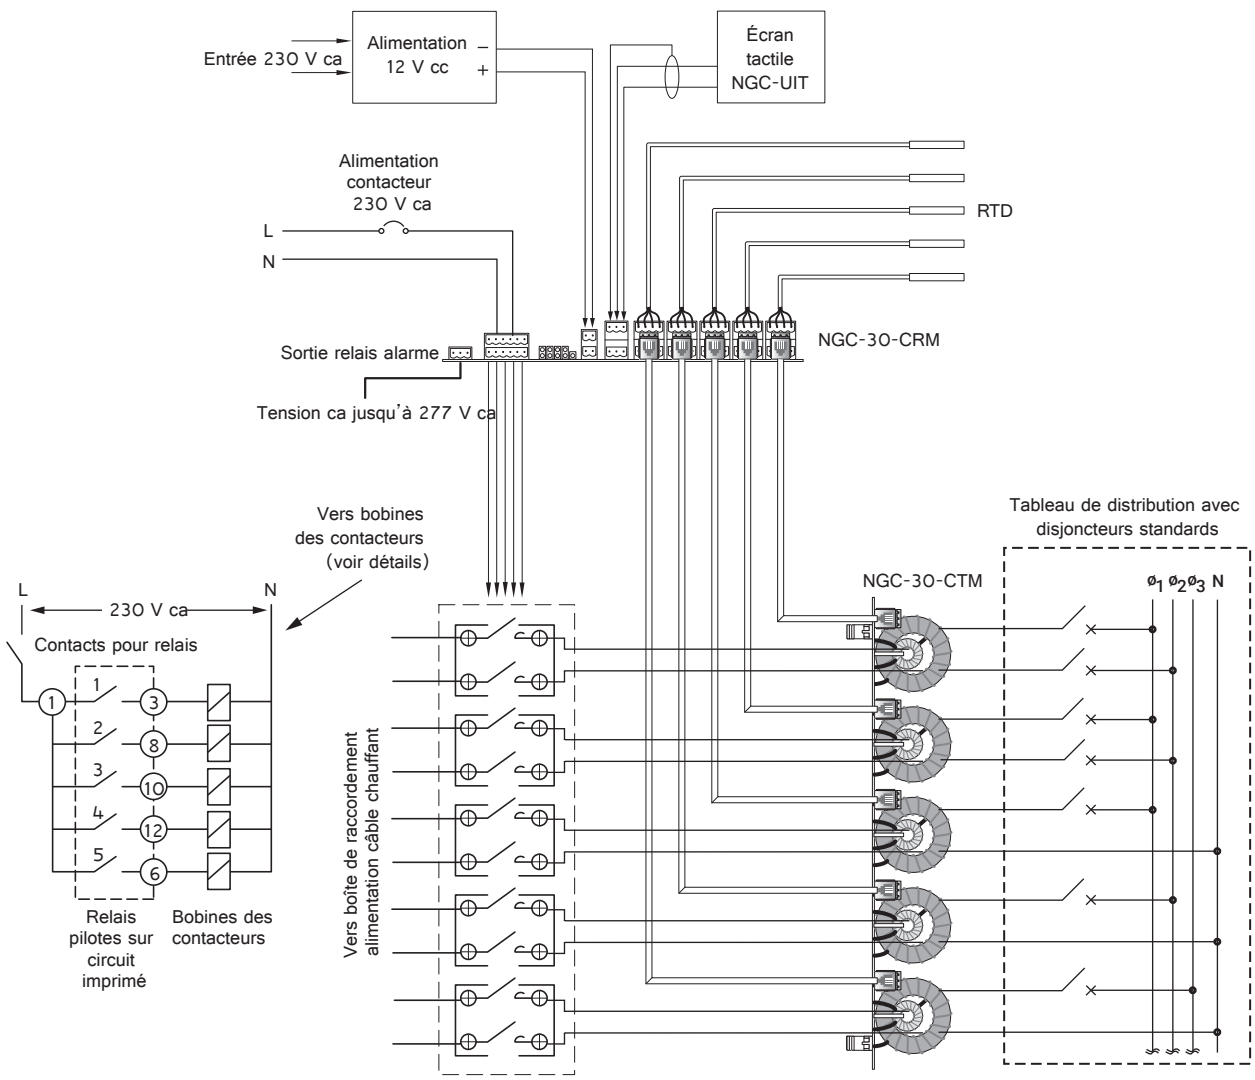 Entrée 230 V ca
Alimentation
12 V cc
−
+
Écran
tactile
NGC-UIT
Alimentation
contacteur
230 V ca
L
N
RTD
NGC-30-CRM
Sortie relais alarme
Tension ca jusqu'à 277 V ca
Vers bobines
des contacteurs
(voir détails)
L
N
230 V ca
Contacts pour relais
1
1
3
2
8
3
10
4
12
5
6
Relais
pilotes sur
circuit
imprimé
Bobines des
contacteurs
Vers boîte de raccordement
alimentation câble chauffant
NGC-30-CTM
Tableau de distribution avec
disjoncteurs standards
ø1 ø2 ø3 N